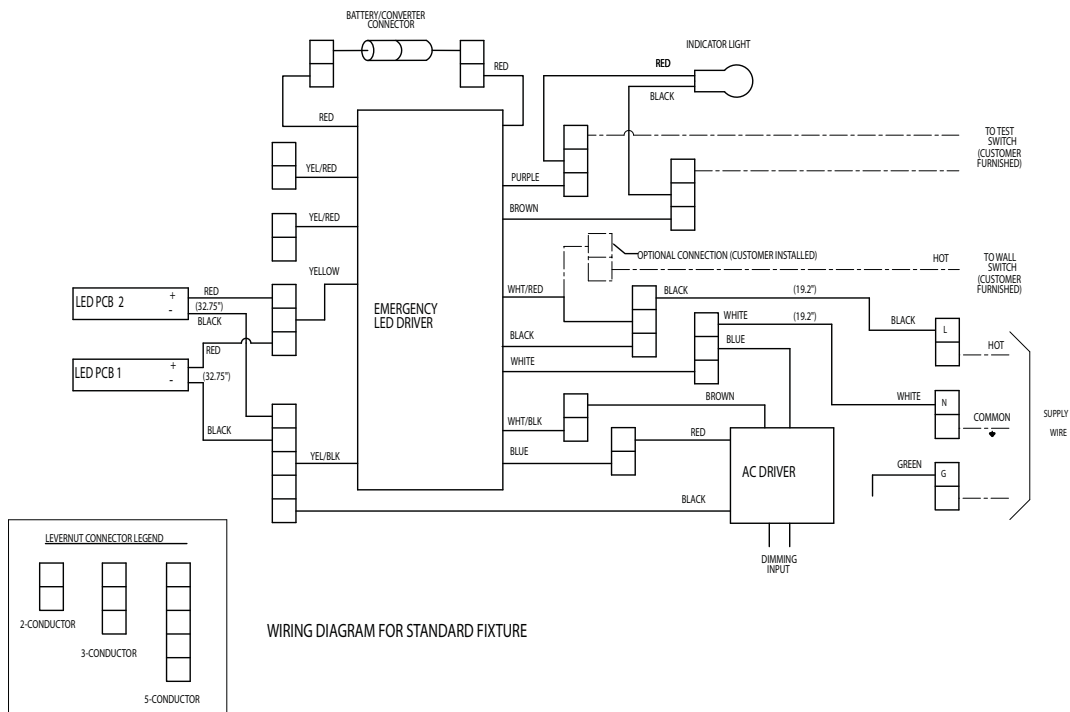 BATTERY/CONVERTER
CONNECTOR
INDICATOR LIGHT
RED
RED
BLACK
RED
TO TEST
SWITCH
(CUSTOMER
FURNISHED)
YEL/RED
PURPLE
BROWN
YEL/RED
OPTIONAL CONNECTION (CUSTOMER INSTALLED)
HOT
TO WALL
SWITCH
(CUSTOMER
FURNISHED)
YELLOW
LED PCB 2
+
-
RED
(32.75")
BLACK
EMERGENCY
LED DRIVER
WHT/RED
BLACK
(19.2")
BLACK
L
HOT
WHITE
(19.2")
BLUE
BLACK
WHITE
RED
LED PCB 1
+
-
(32.75")
BROWN
WHITE
N
COMMON
SUPPLY
WIRE
BLACK
WHT/BLK
RED
BLUE
YEL/BLK
AC DRIVER
GREEN
G
BLACK
DIMMING
INPUT
LEVERNUT CONNECTOR LEGEND
2-CONDUCTOR
3-CONDUCTOR
5-CONDUCTOR
WIRING DIAGRAM FOR STANDARD FIXTURE